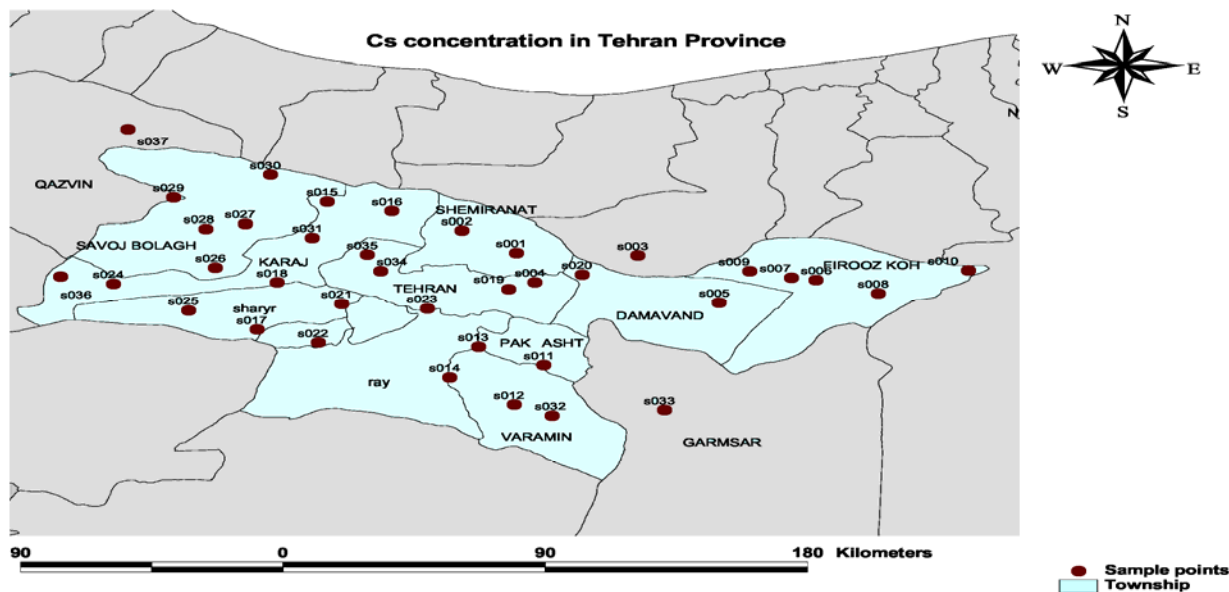 Cs concentration in Tehran Province
N
W E
S
N
s037
s030
QAZVIN
s029
s015
s016
SHEMIRANAT
s028
s027
s002
SAVOJ BOLAGH
s031
s035
s001
s003
s026
KARAJ
s034
s020
s009
s007
s006
EIROOZ KOH
s010
s036
s024
s018
TEHRAN
s019
s004
s008
s025
sharyr
s021
s023
s005
DAMAVAND
s017
s022
s013
PAK ASHT
s011
s014
ray
s012
s032
s033
VARAMIN
GARMSAR
90 0 90 180 Kilometers
Sample points
Township